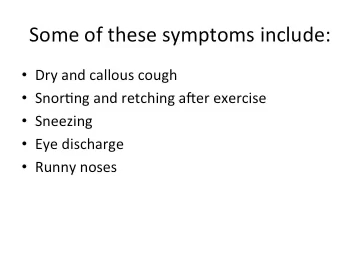 Some of these symptoms include:
• Dry and callous cough
• Snorting and retching after exercise
• Sneezing
• Eye discharge
• Runny noses